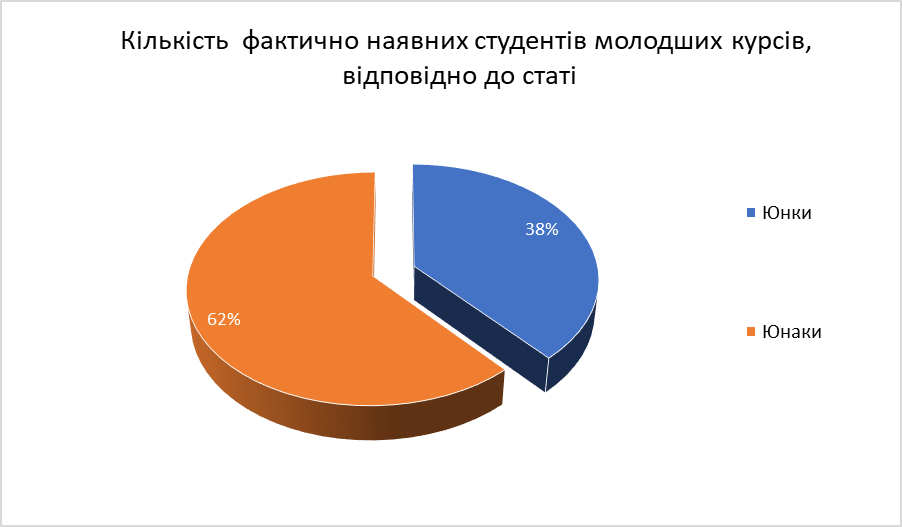 Кількість  фактично наявних студентів молодших курсів,
відповідно до статі
38%
62%
Юнки
Юнаки